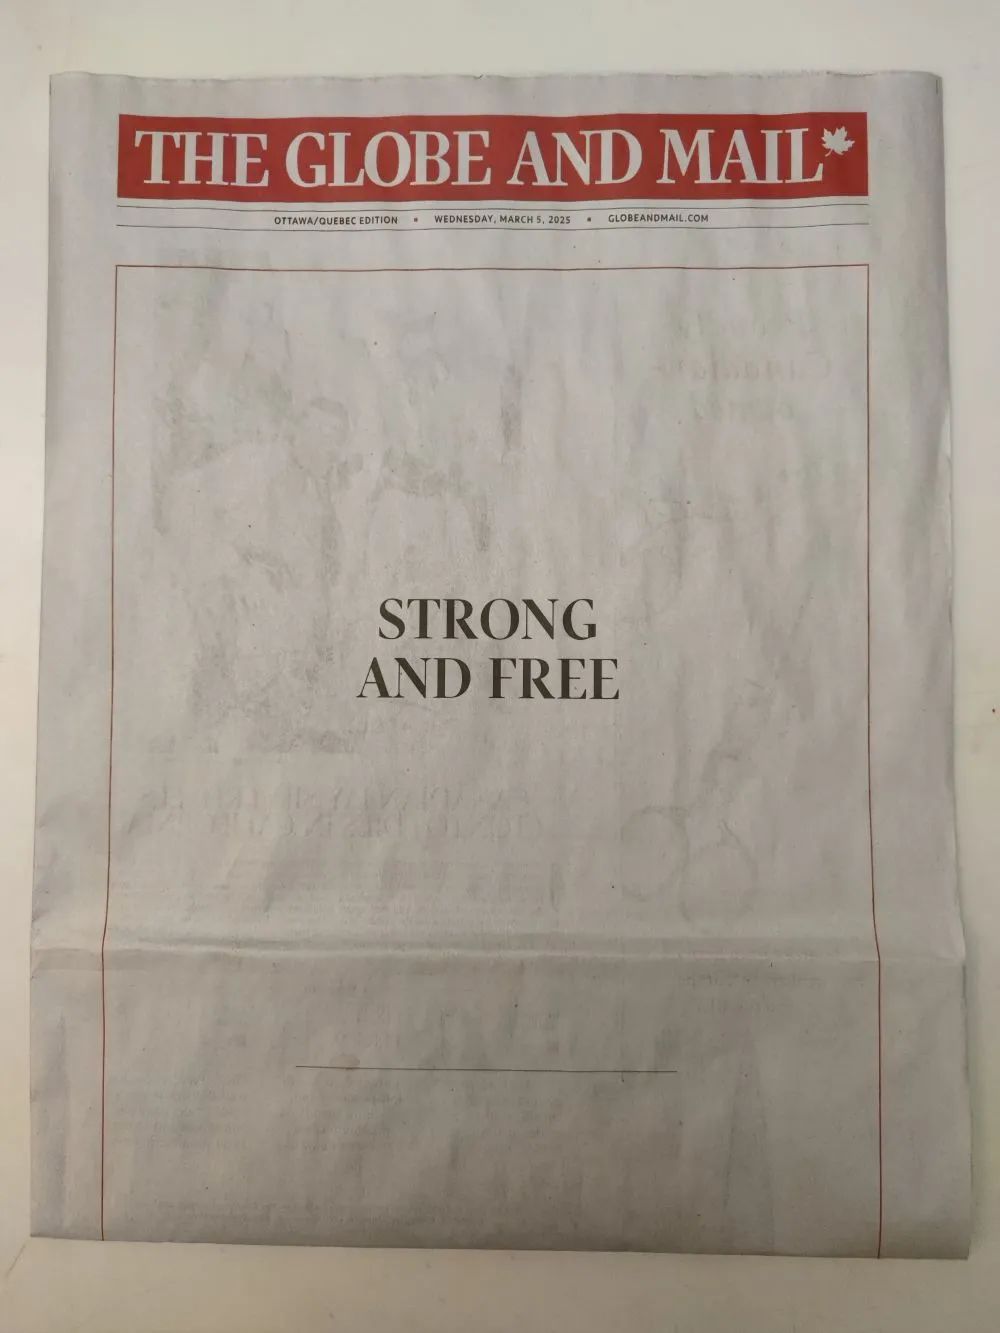 THE GLOBE AND MAIL
OTTAWA/QUEBEC EDITION ▪ WEDNESDAY, MARCH 5, 2025 ▪ GLOBEANDMAIL.COM
STRONG
AND FREE